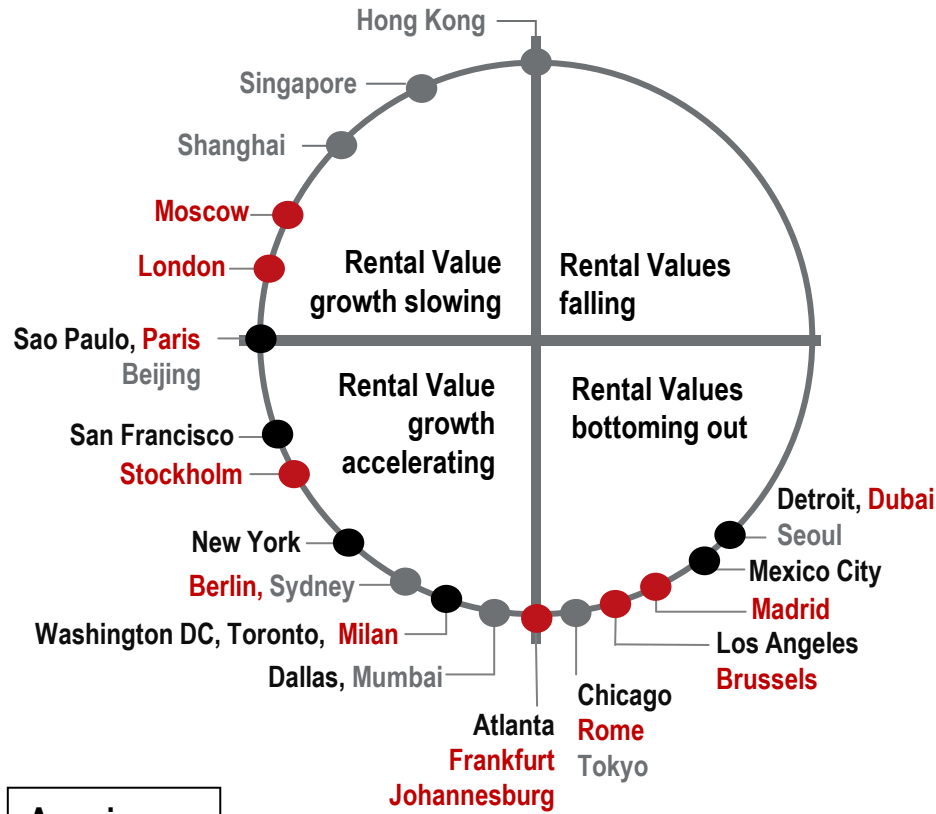 Hong Kong
Singapore
Shanghai
Moscow
London
Rental Value
growth slowing
Rental Values
falling
Sao Paulo, Paris
Beijing
Rental Value
growth
accelerating
Rental Values
bottoming out
San Francisco
Stockholm
New York
Berlin, Sydney
Washington DC, Toronto, Milan
Dallas, Mumbai
Atlanta
Frankfurt
Johannesburg
Chicago
Rome
Tokyo
Los Angeles
Brussels
Madrid
Mexico City
Detroit, Dubai
Seoul